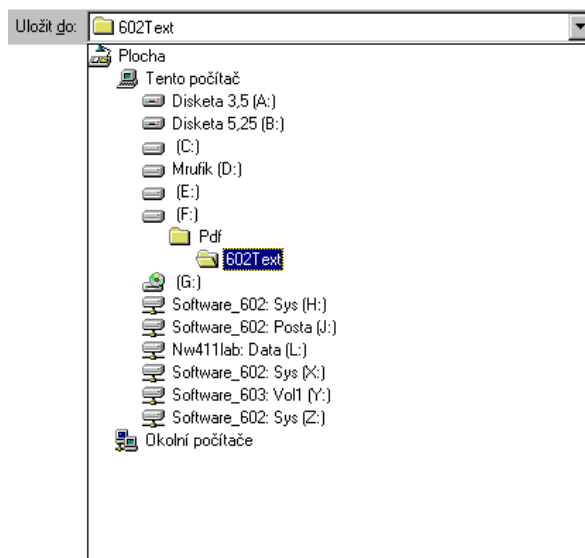 Uložit do: 602Text
Plocha
Tento počítač
Disketa 3,5 (A:)
Disketa 5,25 (B:)
(C:)
Mrufik (D:)
(E:)
(F:)
Pdf
602Text
(G:)
Software_602: Sys (H:)
Software_602: Posta (J:)
Nw411lab: Data (L:)
Software_602: Sys (X:)
Software_603: Vol1 (Y:)
Software_602: Sys (Z:)
Okolní počítače